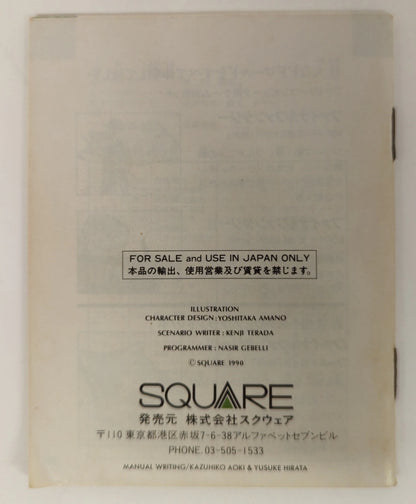 FOR SALE and USE IN JAPAN ONLY
本品の輸出、使用営業及び賃貸を禁じます。
ILLUSTRATION
CHARACTER DESIGN : YOSHITAKA AMANO
SCENARIO WRITER : KENJI TERADA
PROGRAMMER : NASIR GEBELLI
© SQUARE 1990
SQUARE
発売元 株式会社スクウェア
〒110 東京都港区赤坂7-6-38アルファベットセブンビル
PHONE. 03-505-1533
MANUAL WRITING/KAZUHIKO AOKI & YUSUKE HIRATA